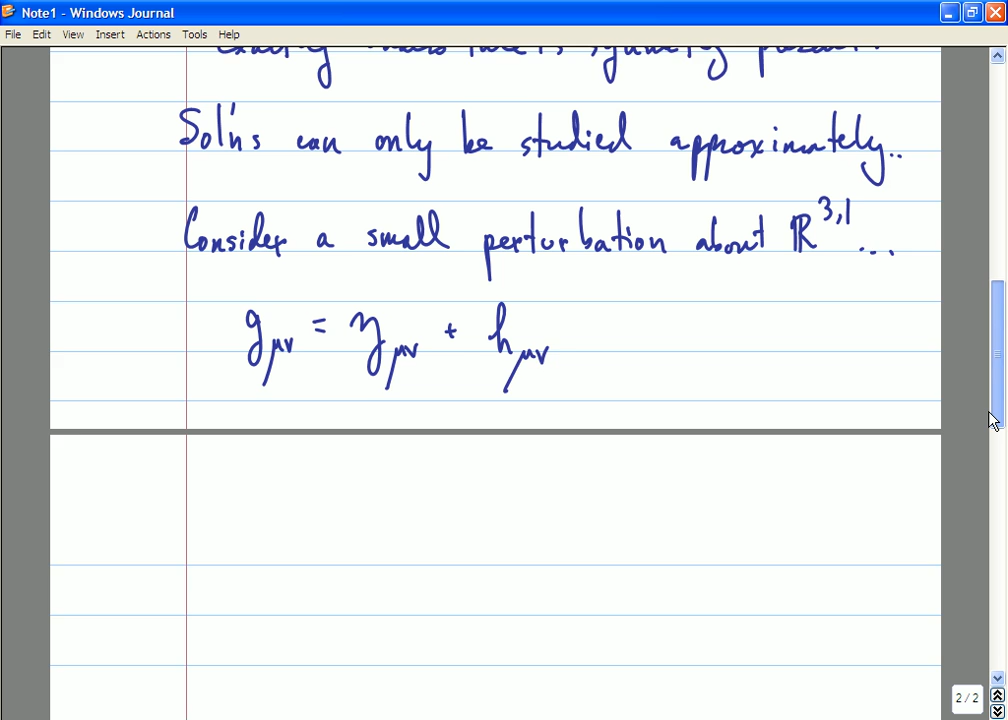 Note1 - Windows Journal
File Edit View Insert Actions Tools Help
Sol'ns can only be studied approximately..
Consider a small perturbation about ℝ^3,1 ...
g_μν = η_μν + h_μν
2/2